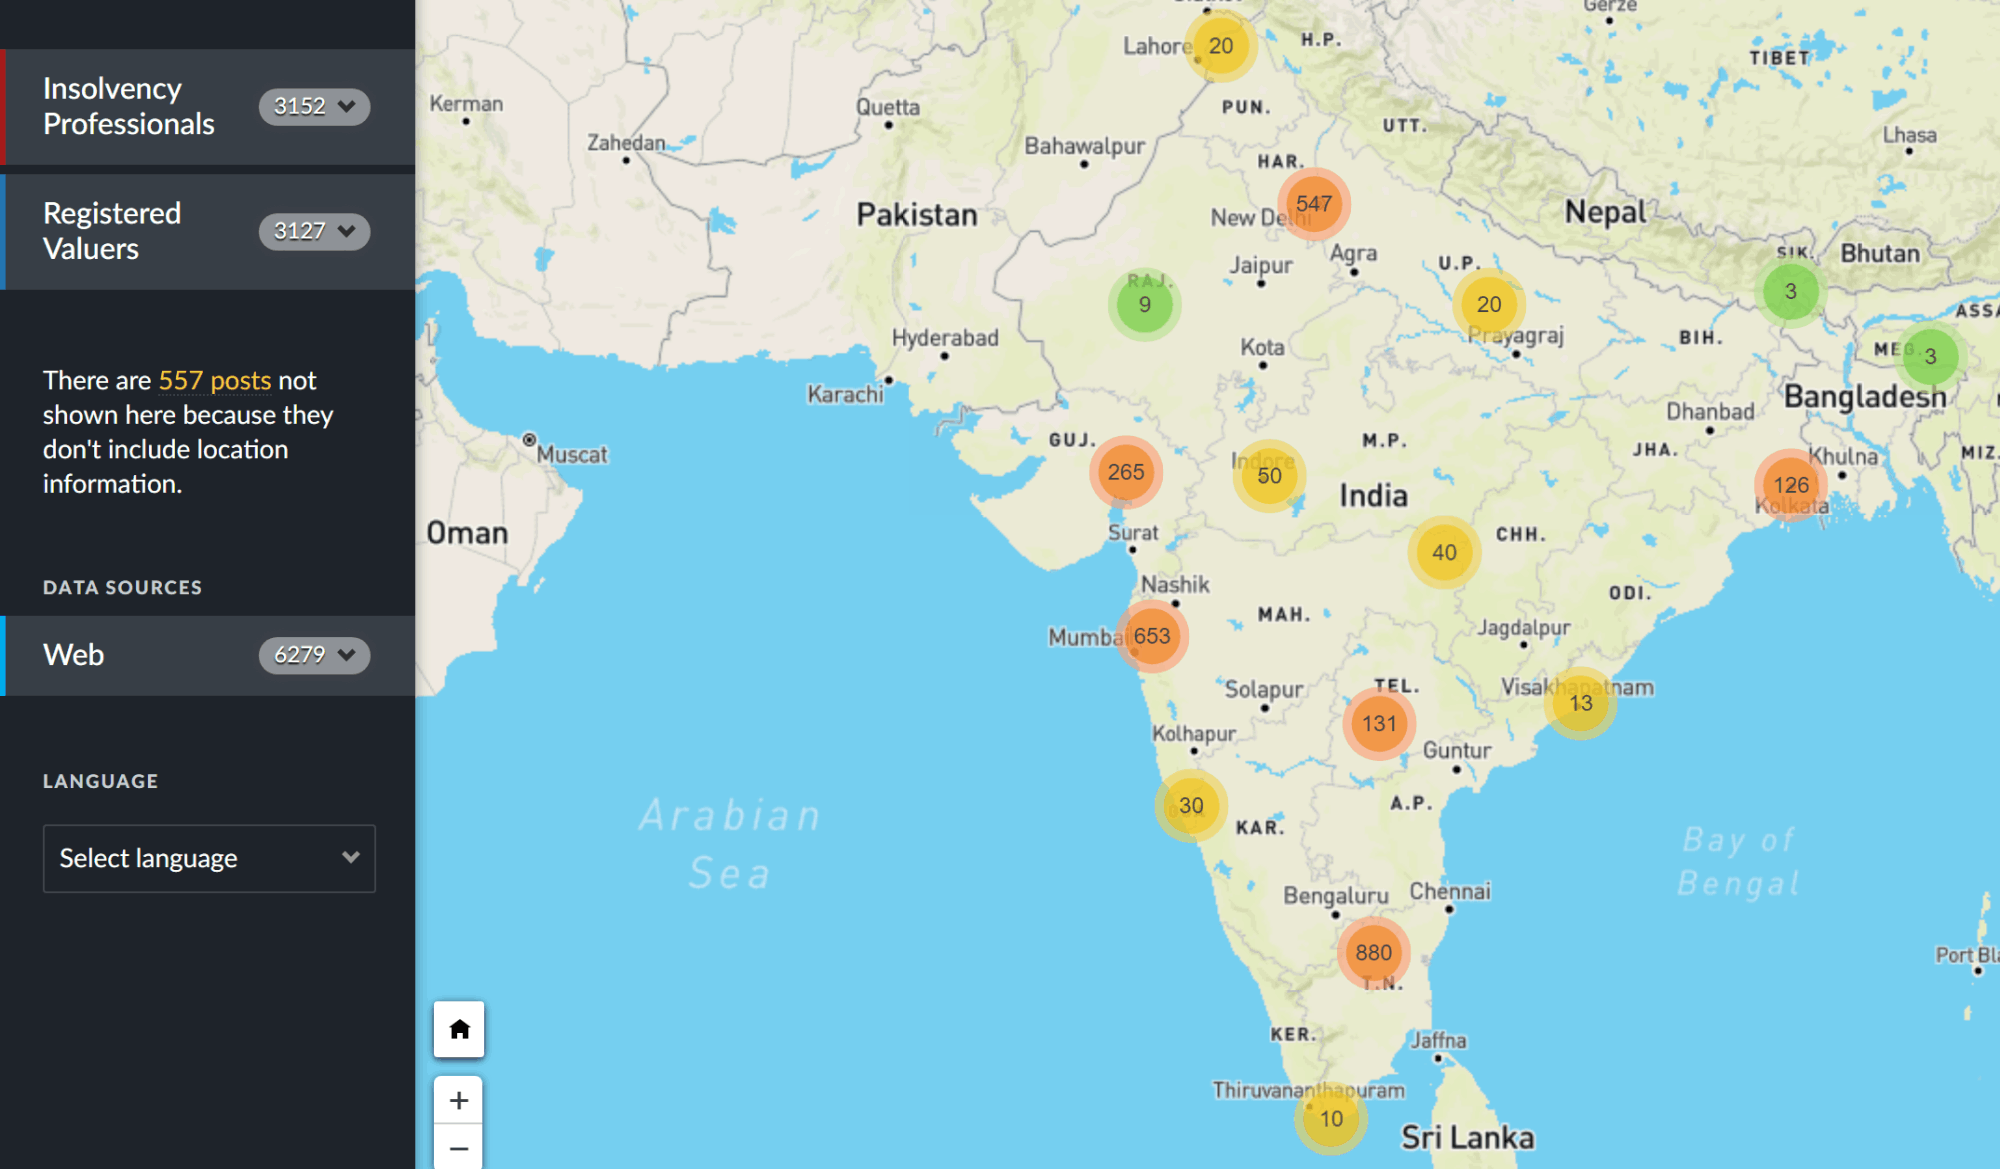 Insolvency
Professionals
3152
Registered
Valuers
3127
There are 557 posts not
shown here because they
don't include location
information.
DATA SOURCES
Web
6279
LANGUAGE
Select language
Gerze
Lahore
20
H.P.
TIBET
Kerman
Quetta
PUN.
UTT.
Zahedan
Bahawalpur
HAR.
Lhasa
Pakistan
547
New Delhi
Nepal
Jaipur
Agra
U.P.
SIK.
Bhutan
RAJ.
9
20
3
ASSA
Hyderabad
Kota
Prayagraj
BIH.
MEG.
3
Karachi
Dhanbad
Bangladesh
Muscat
GUJ.
265
Indore
50
M.P.
JHA.
Khulna
MIZ.
India
126
Kolkata
Oman
Surat
40
CHH.
Nashik
ODI.
Mumbai
653
MAH.
Jagdalpur
Solapur
TEL.
Visakhapatnam
131
13
Kolhapur
Guntur
30
KAR.
A.P.
Arabian
Sea
Bay of
Bengal
Bengaluru
Chennai
880
T.N.
Port Bla
KER.
Jaffna
Thiruvananthapuram
10
Sri Lanka
+
−